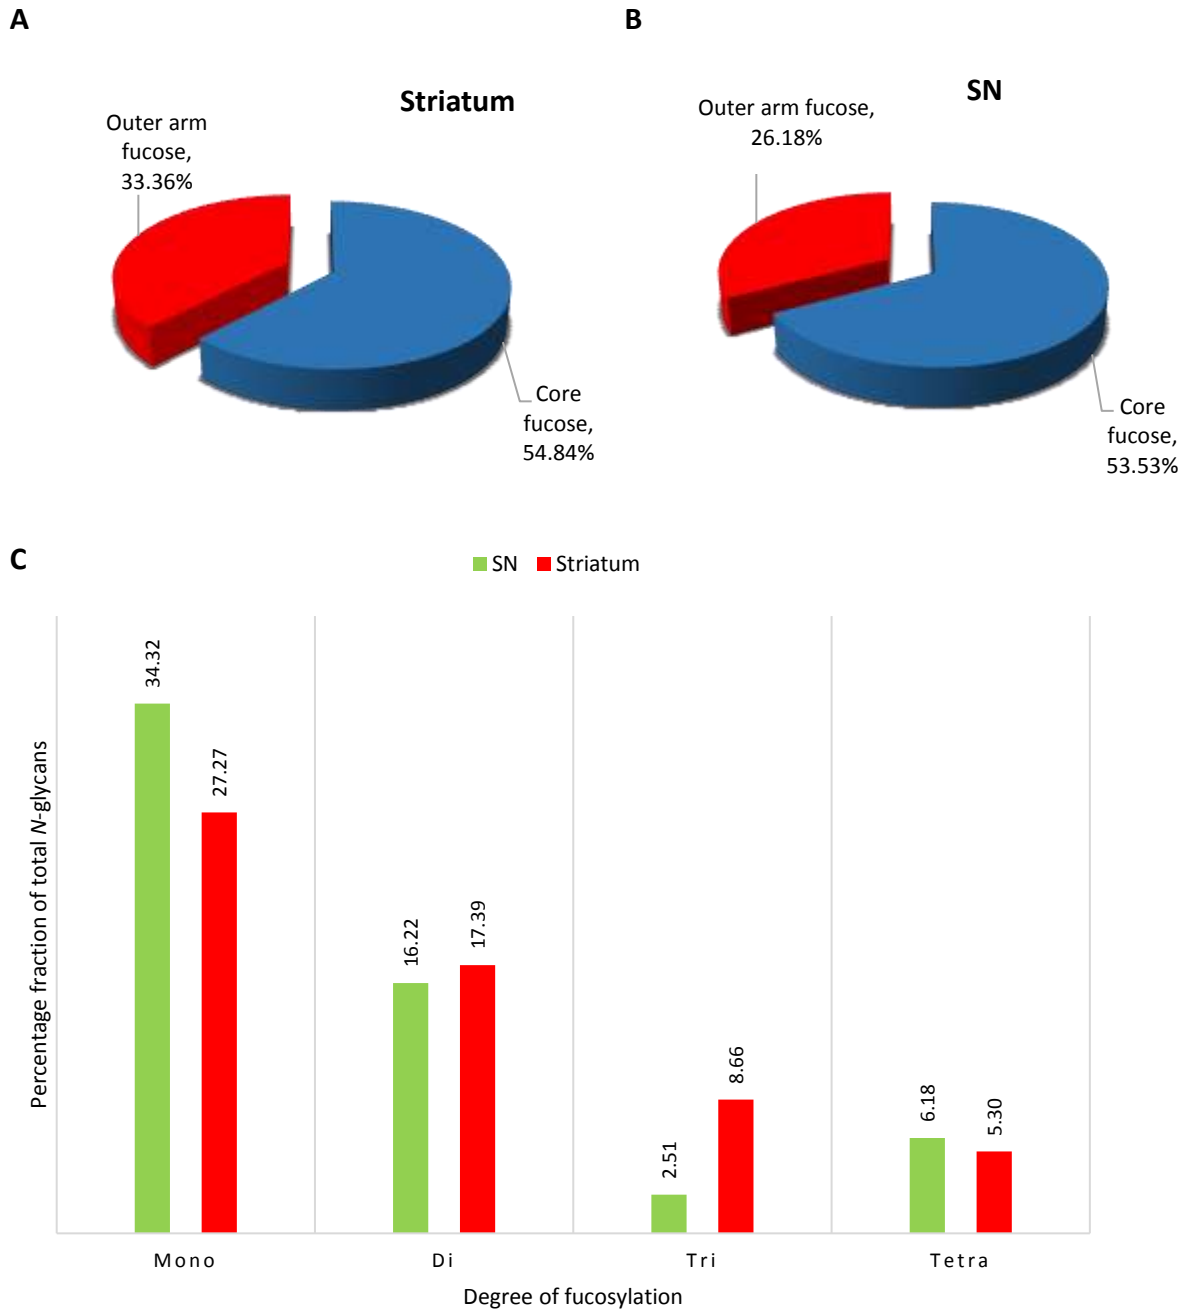 A
B
Striatum
SN
Outer arm
fucose,
33.36%
Outer arm fucose,
26.18%
Core
fucose,
54.84%
Core
fucose,
53.53%
C
SN Striatum
Percentage fraction of total N-glycans
34.32
27.27
16.22
17.39
2.51
8.66
6.18
5.30
Mono Di Tri Tetra
Degree of fucosylation